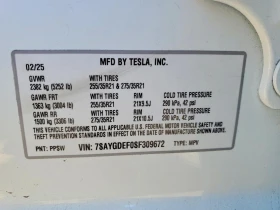 02/25 MFD BY TESLA, INC.
GVWR WITH TIRES
2382 kg (5252 lb) 255/35R21 & 275/35R21
GAWR FRT WITH TIRES RIM COLD TIRE PRESSURE
1363 kg (3004 lb) 255/35R21 21X9.5J 290 kPa, 42 psi
GAWR RR WITH TIRES RIM COLD TIRE PRESSURE
1500 kg (3306 lb) 275/35R21 21X10.5J 290 kPa, 42 psi
THIS VEHICLE CONFORMS TO ALL APPLICABLE U.S. FEDERAL MOTOR VEHICLE
SAFETY AND THEFT PREVENTION STANDARDS IN EFFECT ON THE DATE OF
MANUFACTURE SHOWN ABOVE.
PNT: PPSW VIN: 7SAYGDEF0SF309672 TYPE: MPV